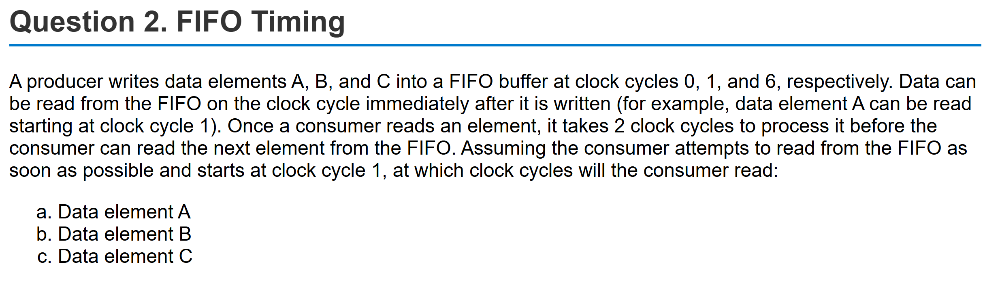 Question 2. FIFO Timing
A producer writes data elements A, B, and C into a FIFO buffer at clock cycles 0, 1, and 6, respectively. Data can
be read from the FIFO on the clock cycle immediately after it is written (for example, data element A can be read
starting at clock cycle 1). Once a consumer reads an element, it takes 2 clock cycles to process it before the
consumer can read the next element from the FIFO. Assuming the consumer attempts to read from the FIFO as
soon as possible and starts at clock cycle 1, at which clock cycles will the consumer read:
a. Data element A
b. Data element B
c. Data element C